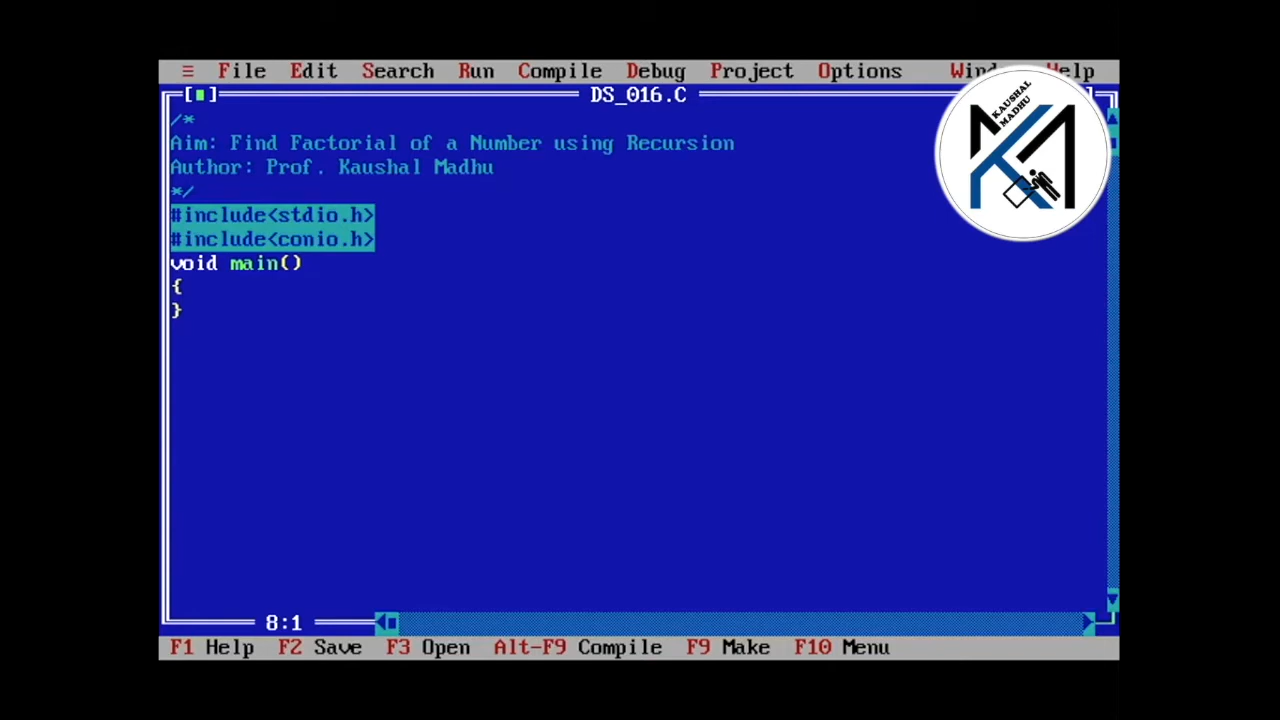 ≡ File Edit Search Run Compile Debug Project Options Help
[■] DS_016.C
KAUSHAL
MADHU
/*
Aim: Find Factorial of a Number using Recursion
Author: Prof. Kaushal Madhu
*/
#include<stdio.h>
#include<conio.h>
void main()
{
}
8:1
F1 Help F2 Save F3 Open Alt-F9 Compile F9 Make F10 Menu